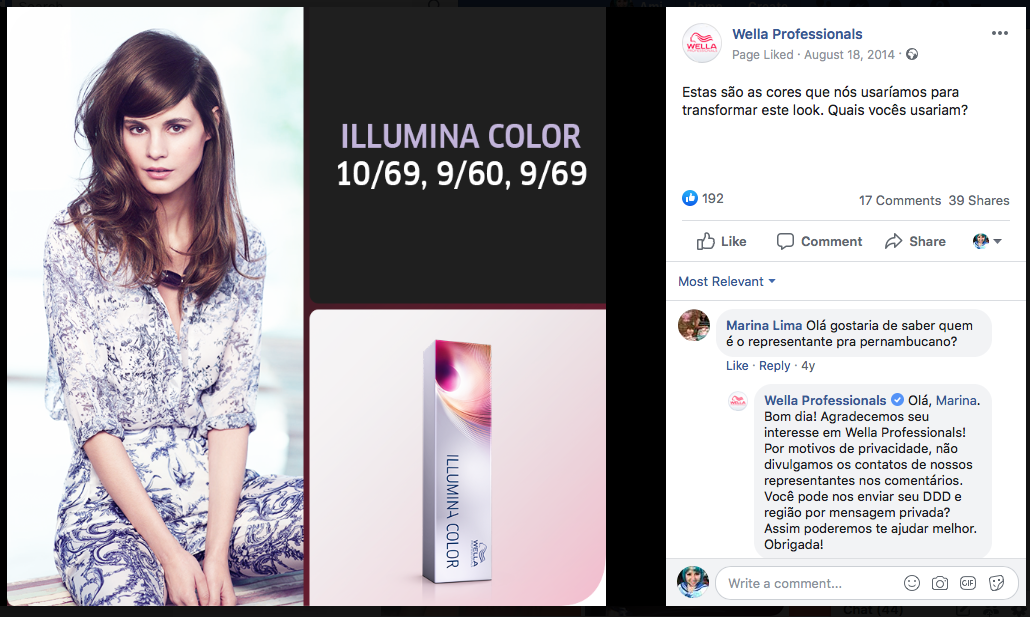 ILLUMINA COLOR
10/69, 9/60, 9/69
ILLUMINA COLOR
WELLA
WELLA
Wella Professionals
Page Liked · August 18, 2014 ·
Estas são as cores que nós usaríamos para
transformar este look. Quais vocês usariam?
192
17 Comments 39 Shares
Like
Comment
Share
Most Relevant
Marina Lima Olá gostaria de saber quem
é o representante pra pernambucano?
Like · Reply · 4y
WELLA
Wella Professionals Olá, Marina.
Bom dia! Agradecemos seu
interesse em Wella Professionals!
Por motivos de privacidade, não
divulgamos os contatos de nossos
representantes nos comentários.
Você pode nos enviar seu DDD e
região por mensagem privada?
Assim poderemos te ajudar melhor.
Obrigada!
Write a comment...
GIF
Chat (44)